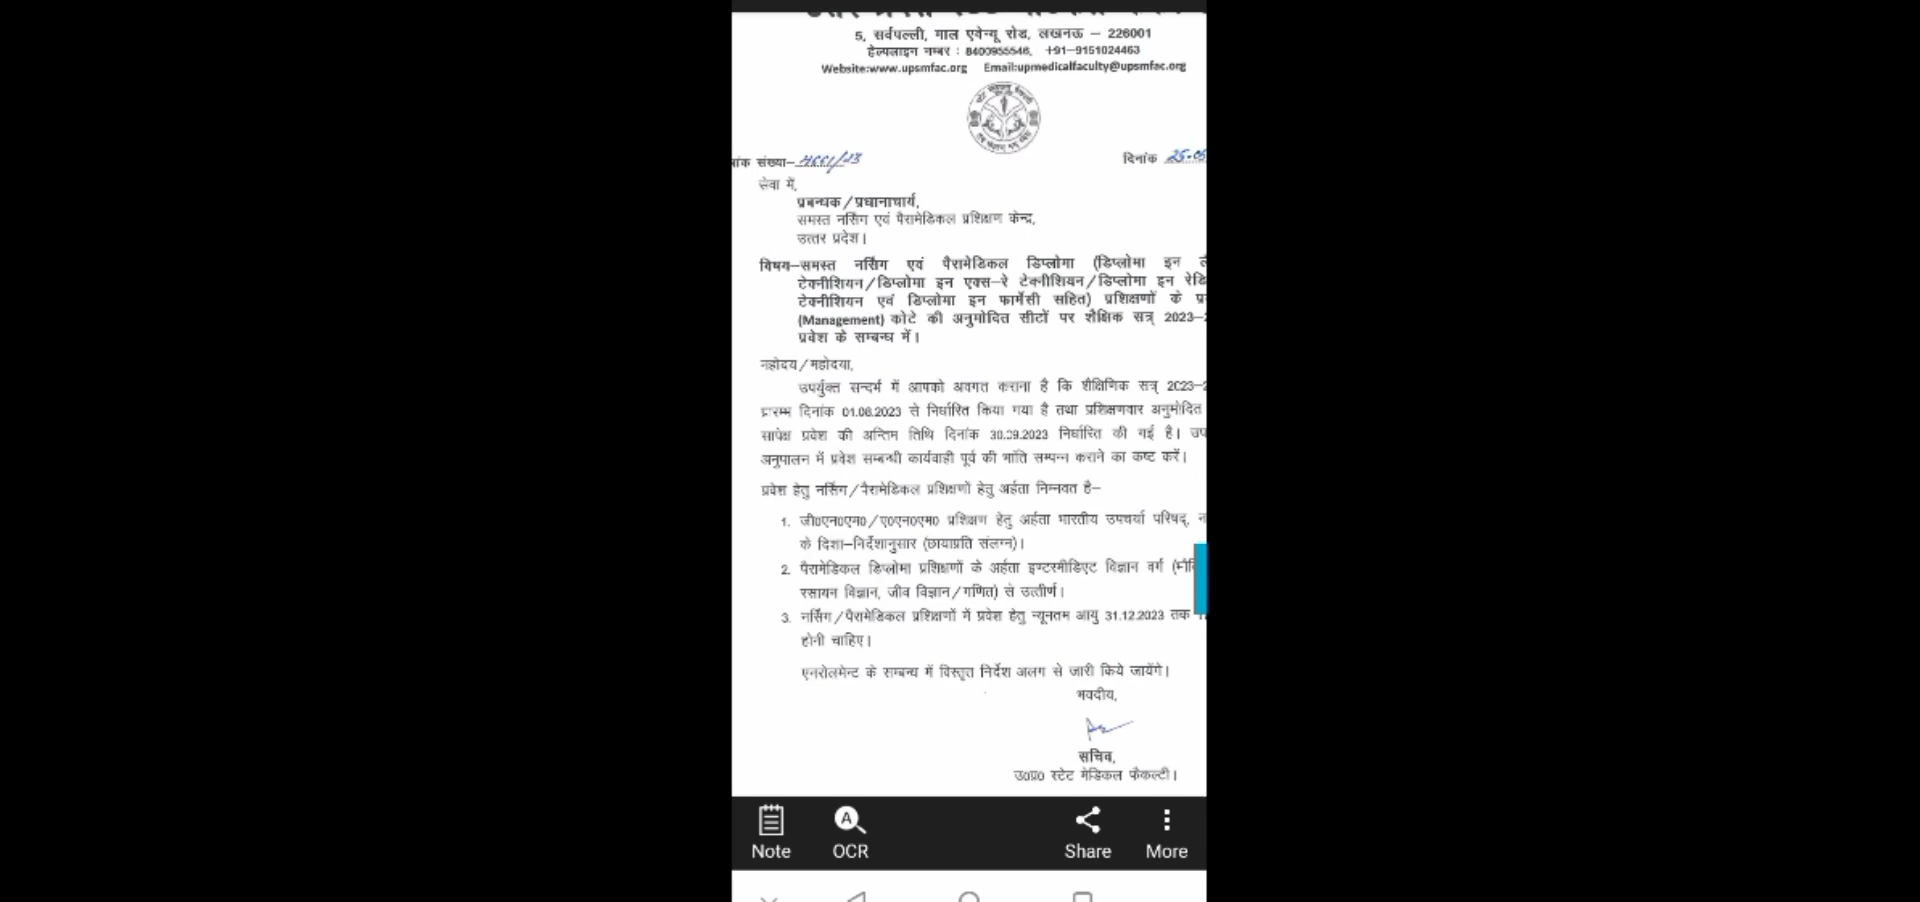 5, सर्वपल्ली, माल एवेन्यू रोड, लखनऊ – 226001
हेल्पलाइन नम्बर : 8400955546, +91–9151024463
Website:www.upsmfac.org Email:upmedicalfaculty@upsmfac.org
संख्या–
दिनांक
सेवा में,
प्रबन्धक/प्रधानाचार्य,
समस्त नर्सिंग एवं पैरामेडिकल प्रशिक्षण केन्द्र,
उत्तर प्रदेश।
विषय–समस्त नर्सिंग एवं पैरामेडिकल डिप्लोमा (डिप्लोमा इन
टेक्नीशियन/डिप्लोमा इन एक्स–रे टेक्नीशियन/डिप्लोमा इन
टेक्नीशियन एवं डिप्लोमा इन फार्मेसी सहित) प्रशिक्षणों के
(Management) कोटे की अनुमोदित सीटों पर शैक्षिक सत्र् 2023–
प्रवेश के सम्बन्ध में।
महोदय/महोदया,
उपर्युक्त सन्दर्भ में आपको अवगत कराना है कि शैक्षिणिक सत्र् 2023–
प्रारम्भ दिनांक 01.08.2023 से निर्धारित किया गया है तथा प्रशिक्षणवार अनुमोदित
सापेक्ष प्रवेश की अन्तिम तिथि दिनांक 30.09.2023 निर्धारित की गई है।
अनुपालन में प्रवेश सम्बन्धी कार्यवाही पूर्व की भांति सम्पन्न कराने का कष्ट करें।
प्रवेश हेतु नर्सिंग/पैरामेडिकल प्रशिक्षणों हेतु अर्हता निम्नवत है–
1. जी0एन0एम0/ए0एन0एम0 प्रशिक्षण हेतु अर्हता भारतीय उपचर्या परिषद्,
के दिशा–निर्देशानुसार (छायाप्रति संलग्न)।
2. पैरामेडिकल डिप्लोमा प्रशिक्षणों के अर्हता इण्टरमीडिएट विज्ञान वर्ग
रसायन विज्ञान, जीव विज्ञान/गणित) से उत्तीर्ण।
3. नर्सिंग/पैरामेडिकल प्रशिक्षणों में प्रवेश हेतु न्यूनतम आयु 31.12.2023 तक
होनी चाहिए।
एनरोलमेन्ट के सम्बन्ध में विस्तृत निर्देश अलग से जारी किये जायेंगे।
भवदीय,
सचिव,
उ0प्र0 स्टेट मेडिकल फैकल्टी।
Note OCR Share More